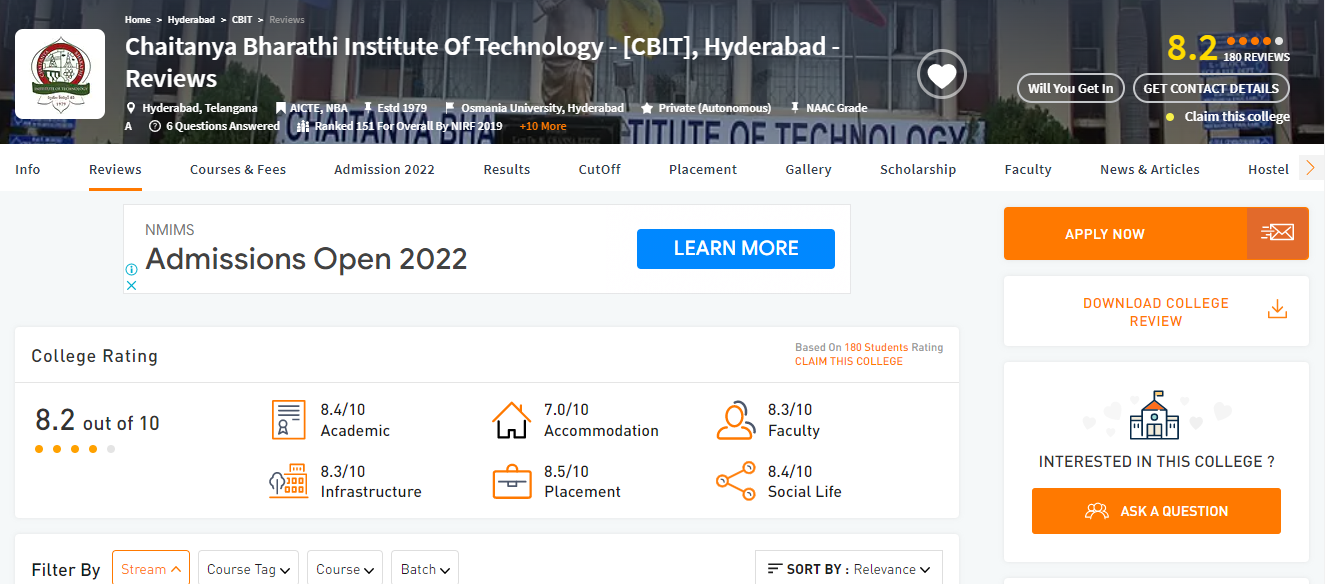 Home > Hyderabad > CBIT > Reviews
Chaitanya Bharathi Institute Of Technology - [CBIT], Hyderabad -
Reviews
Hyderabad, Telangana AICTE, NBA Estd 1979 Osmania University, Hyderabad Private (Autonomous) NAAC Grade
A 6 Questions Answered Ranked 151 For Overall By NIRF 2019 +10 More
8.2 180 REVIEWS
Will You Get In GET CONTACT DETAILS
Claim this college
TITUTE OF TECHNOLOGY
Info Reviews Courses & Fees Admission 2022 Results CutOff Placement Gallery Scholarship Faculty News & Articles Hostel
NMIMS
Admissions Open 2022
LEARN MORE
APPLY NOW
DOWNLOAD COLLEGE
REVIEW
College Rating
Based On 180 Students Rating
CLAIM THIS COLLEGE
8.2 out of 10
8.4/10 7.0/10 8.3/10
Academic Accommodation Faculty
8.3/10 8.5/10 8.4/10
Infrastructure Placement Social Life
INTERESTED IN THIS COLLEGE ?
ASK A QUESTION
Filter By Stream Course Tag Course Batch SORT BY : Relevance